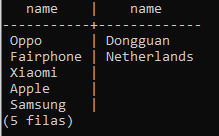 name | name
-----------+-------------
Oppo | Dongguan
Fairphone | Netherlands
Xiaomi |
Apple |
Samsung |
(5 filas)